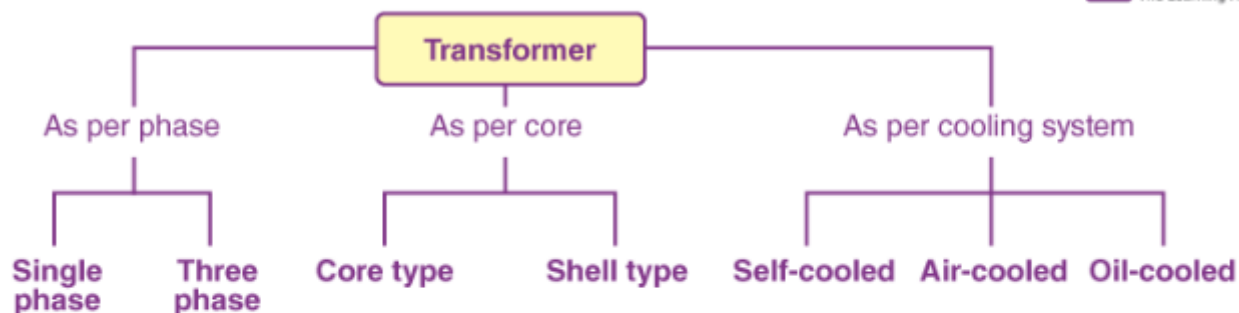 Transformer
As per phase
As per core
As per cooling system
Single phase
Three phase
Core type
Shell type
Self-cooled
Air-cooled
Oil-cooled